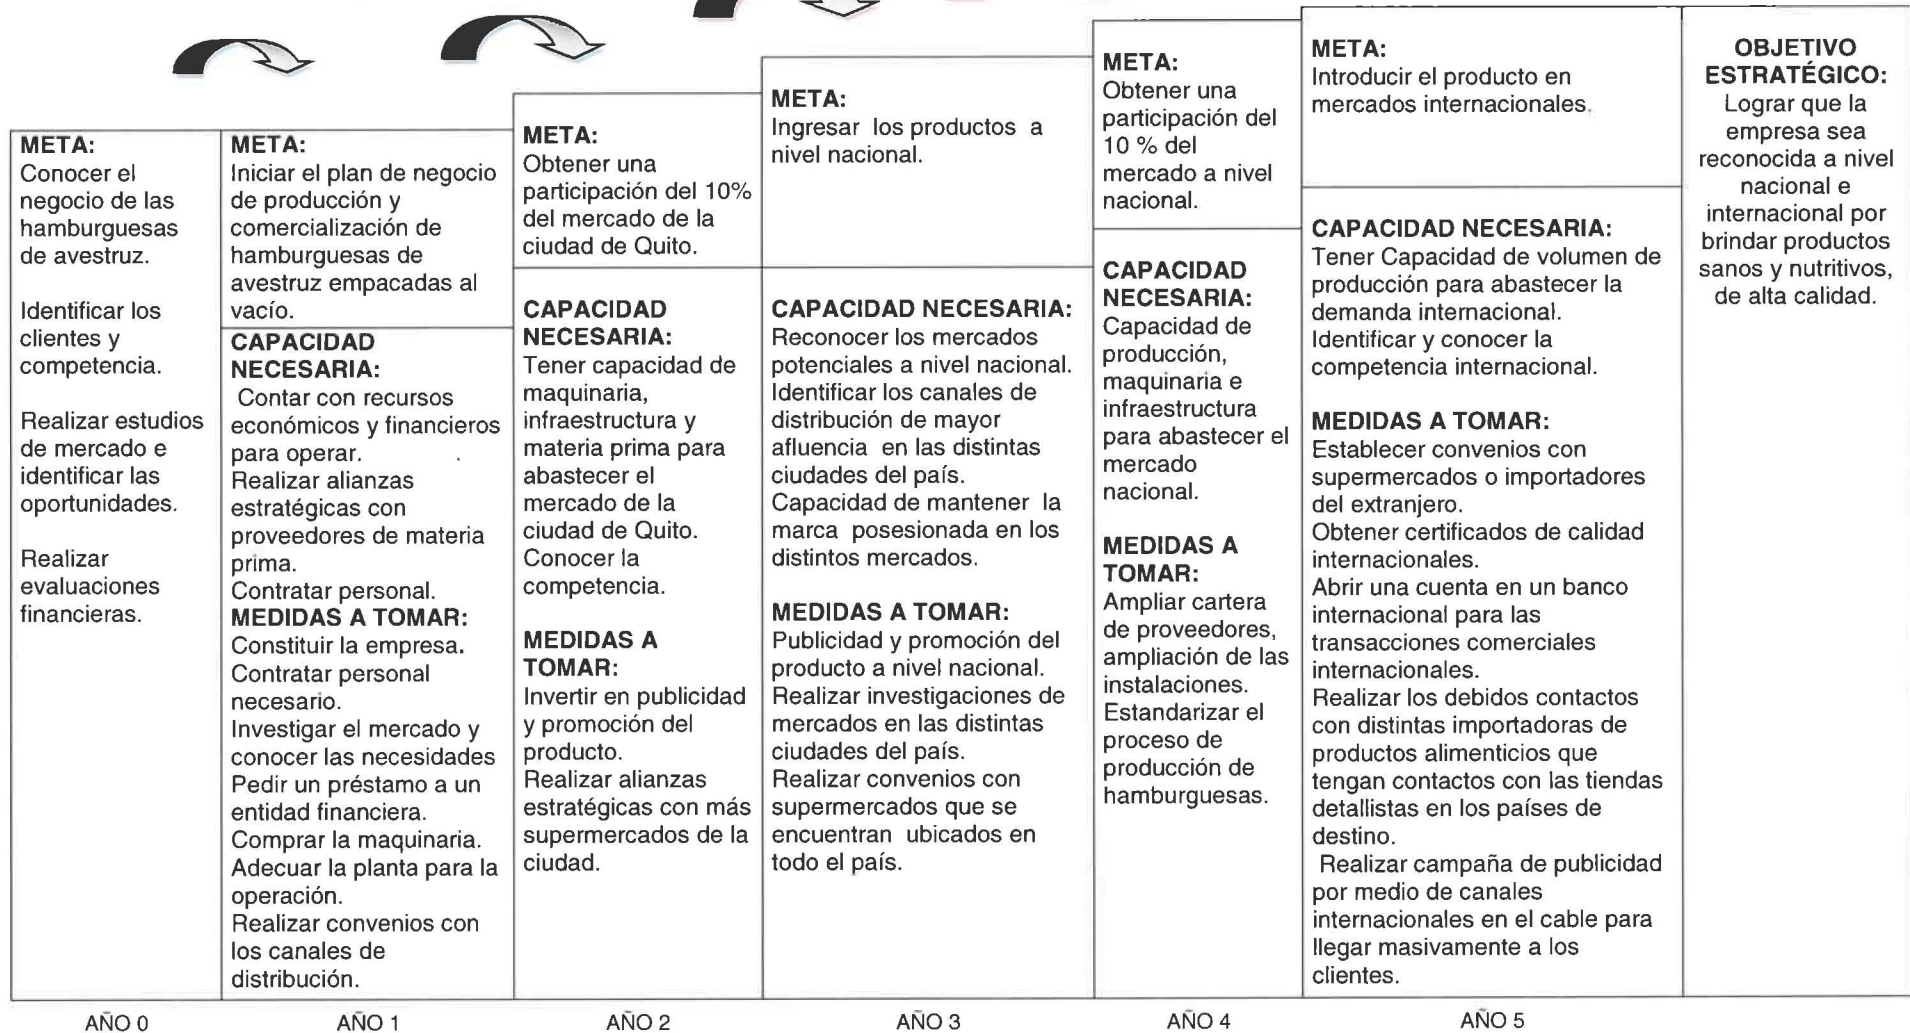 META:
Conocer el
negocio de las
hamburguesas
de avestruz.
Identificar los
clientes y
competencia.
Realizar estudios
de mercado e
identificar las
oportunidades.
Realizar
evaluaciones
financieras.
AÑO 0
META:
Iniciar el plan de negocio
de producción y
comercialización de
hamburguesas de
avestruz empacadas al
vacío.
CAPACIDAD
NECESARIA:
Contar con recursos
económicos y financieros
para operar.
Realizar alianzas
estratégicas con
proveedores de materia
prima.
Contratar personal.
MEDIDAS A TOMAR:
Constituir la empresa.
Contratar personal
necesario.
Investigar el mercado y
conocer las necesidades
Pedir un préstamo a un
entidad financiera.
Comprar la maquinaria.
Adecuar la planta para la
operación.
Realizar convenios con
los canales de
distribución.
AÑO 1
META:
Obtener una
participación del 10%
del mercado de la
ciudad de Quito.
CAPACIDAD
NECESARIA:
Tener capacidad de
maquinaria,
infraestructura y
materia prima para
abastecer el
mercado de la
ciudad de Quito.
Conocer la
competencia.
MEDIDAS A
TOMAR:
Invertir en publicidad
y promoción del
producto.
Realizar alianzas
estratégicas con más
supermercados de la
ciudad.
AÑO 2
META:
Ingresar los productos a
nivel nacional.
CAPACIDAD NECESARIA:
Reconocer los mercados
potenciales a nivel nacional.
Identificar los canales de
distribución de mayor
afluencia en las distintas
ciudades del país.
Capacidad de mantener la
marca posesionada en los
distintos mercados.
MEDIDAS A TOMAR:
Publicidad y promoción del
producto a nivel nacional.
Realizar investigaciones de
mercados en las distintas
ciudades del país.
Realizar convenios con
supermercados que se
encuentran ubicados en
todo el país.
AÑO 3
META:
Obtener una
participación del
10 % del
mercado a nivel
nacional.
CAPACIDAD
NECESARIA:
Capacidad de
producción,
maquinaria e
infraestructura
para abastecer el
mercado
nacional.
MEDIDAS A
TOMAR:
Ampliar cartera
de proveedores,
ampliación de las
instalaciones.
Estandarizar el
proceso de
producción de
hamburguesas.
AÑO 4
META:
Introducir el producto en
mercados internacionales.
CAPACIDAD NECESARIA:
Tener Capacidad de volumen de
producción para abastecer la
demanda internacional.
Identificar y conocer la
competencia internacional.
MEDIDAS A TOMAR:
Establecer convenios con
supermercados o importadores
del extranjero.
Obtener certificados de calidad
internacionales.
Abrir una cuenta en un banco
internacional para las
transacciones comerciales
internacionales.
Realizar los debidos contactos
con distintas importadoras de
productos alimenticios que
tengan contactos con las tiendas
detallistas en los países de
destino.
Realizar campaña de publicidad
por medio de canales
internacionales en el cable para
llegar masivamente a los
clientes.
AÑO 5
OBJETIVO
ESTRATÉGICO:
Lograr que la
empresa sea
reconocida a nivel
nacional e
internacional por
brindar productos
sanos y nutritivos,
de alta calidad.